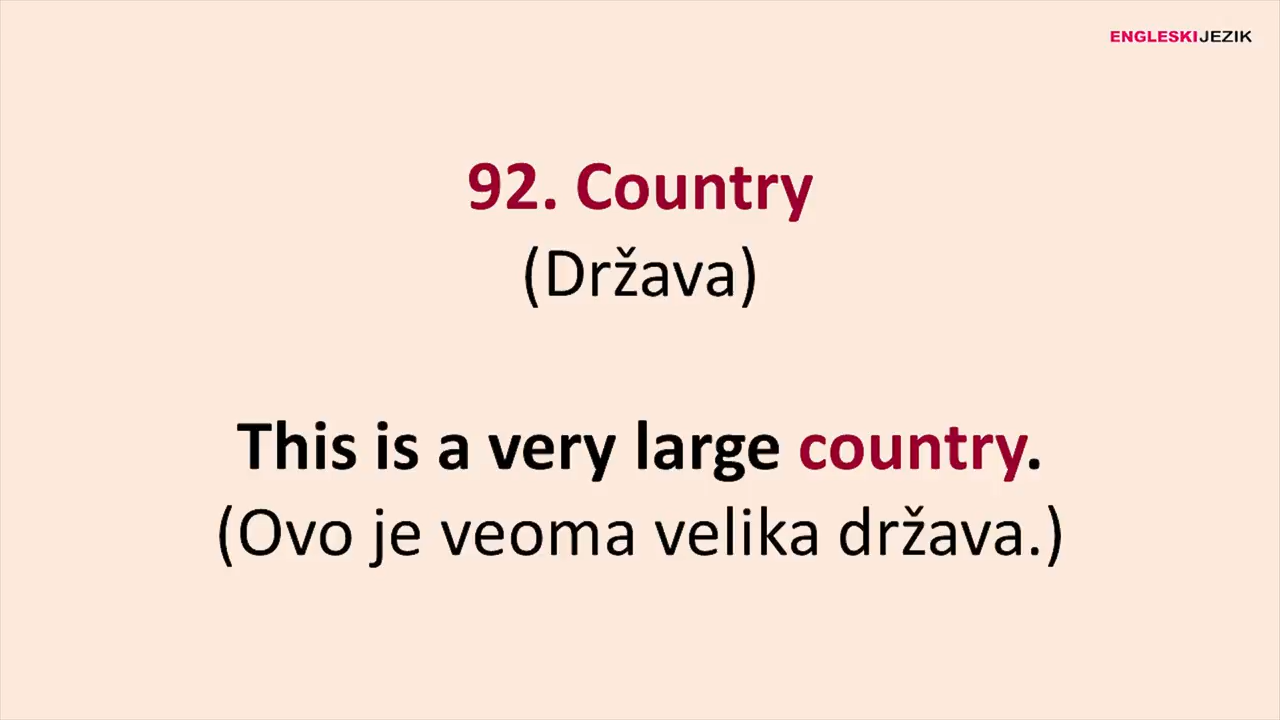 ENGLESKIJEZIK
92. Country
(Država)
This is a very large country.
(Ovo je veoma velika država.)